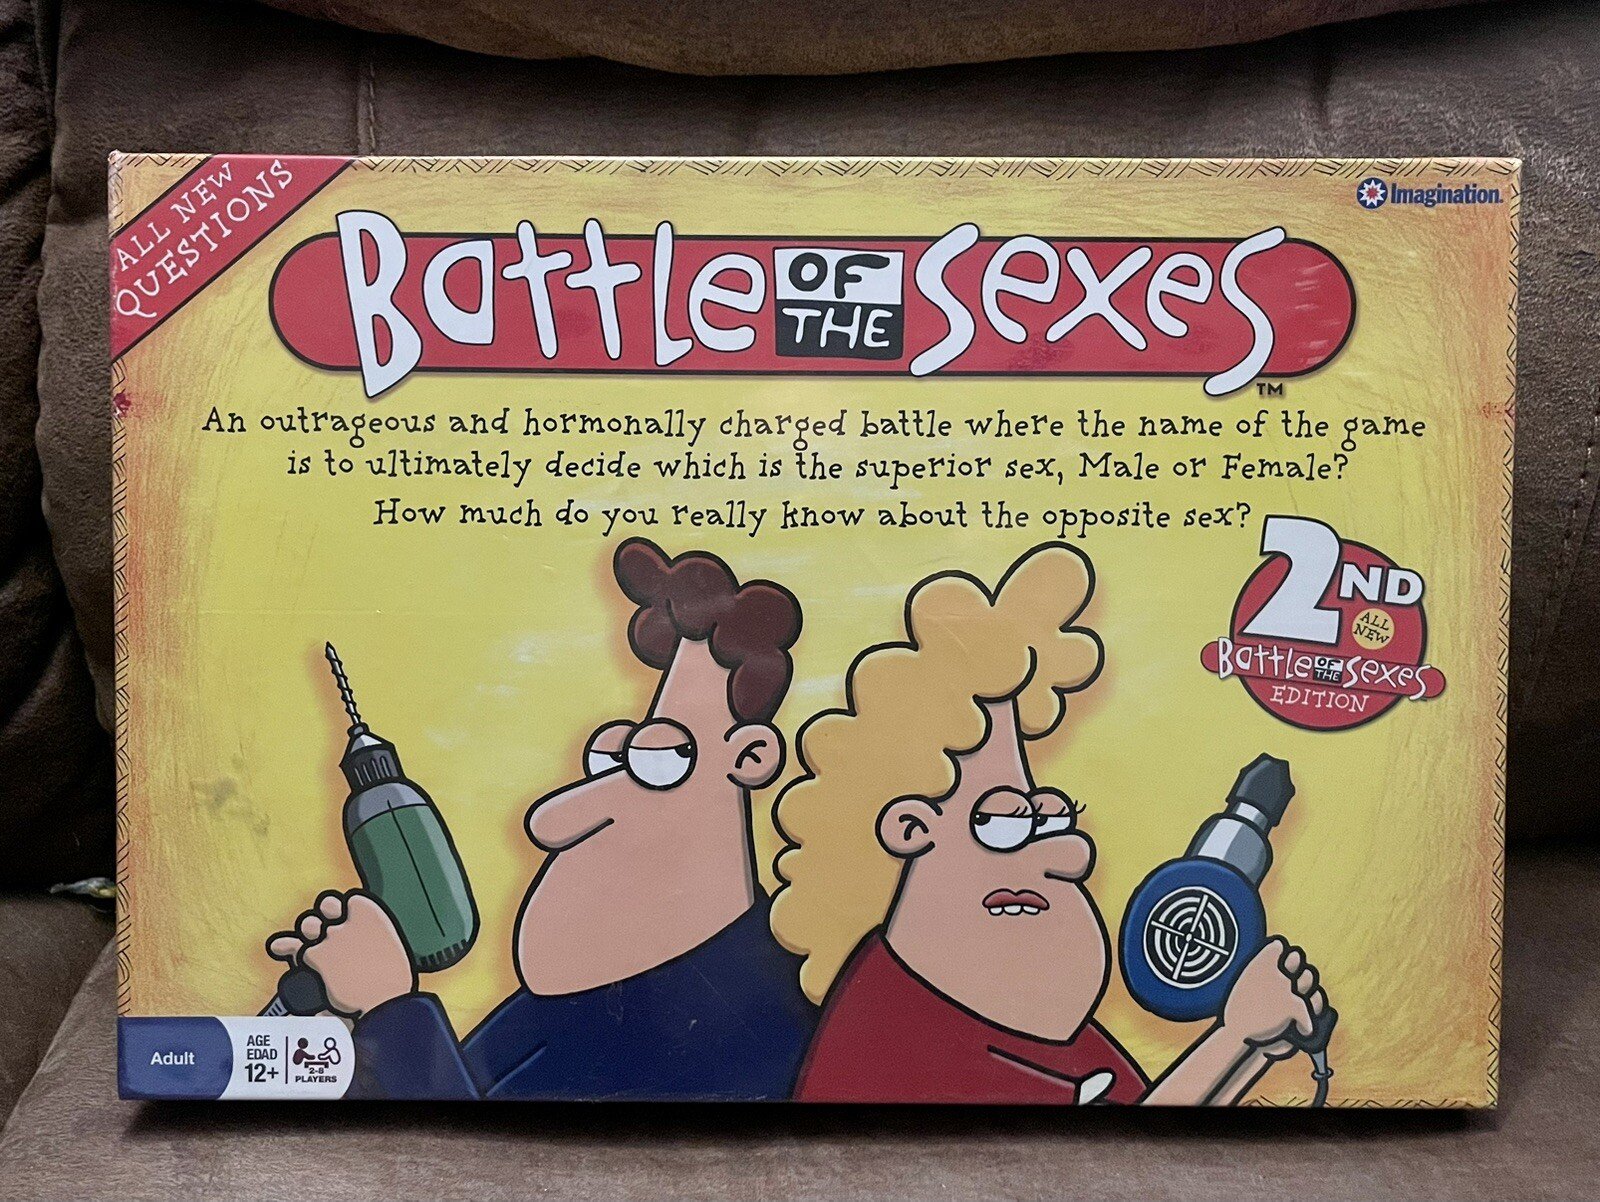 ALL NEW
QUESTIONS
Imagination.
Battle OF THE Sexes
TM
An outrageous and hormonally charged battle where the name of the game
is to ultimately decide which is the superior sex, Male or Female?
How much do you really know about the opposite sex?
2ND
ALL
NEW
Battle OF THE Sexes
EDITION
Adult
AGE
EDAD
12+
2-8
PLAYERS